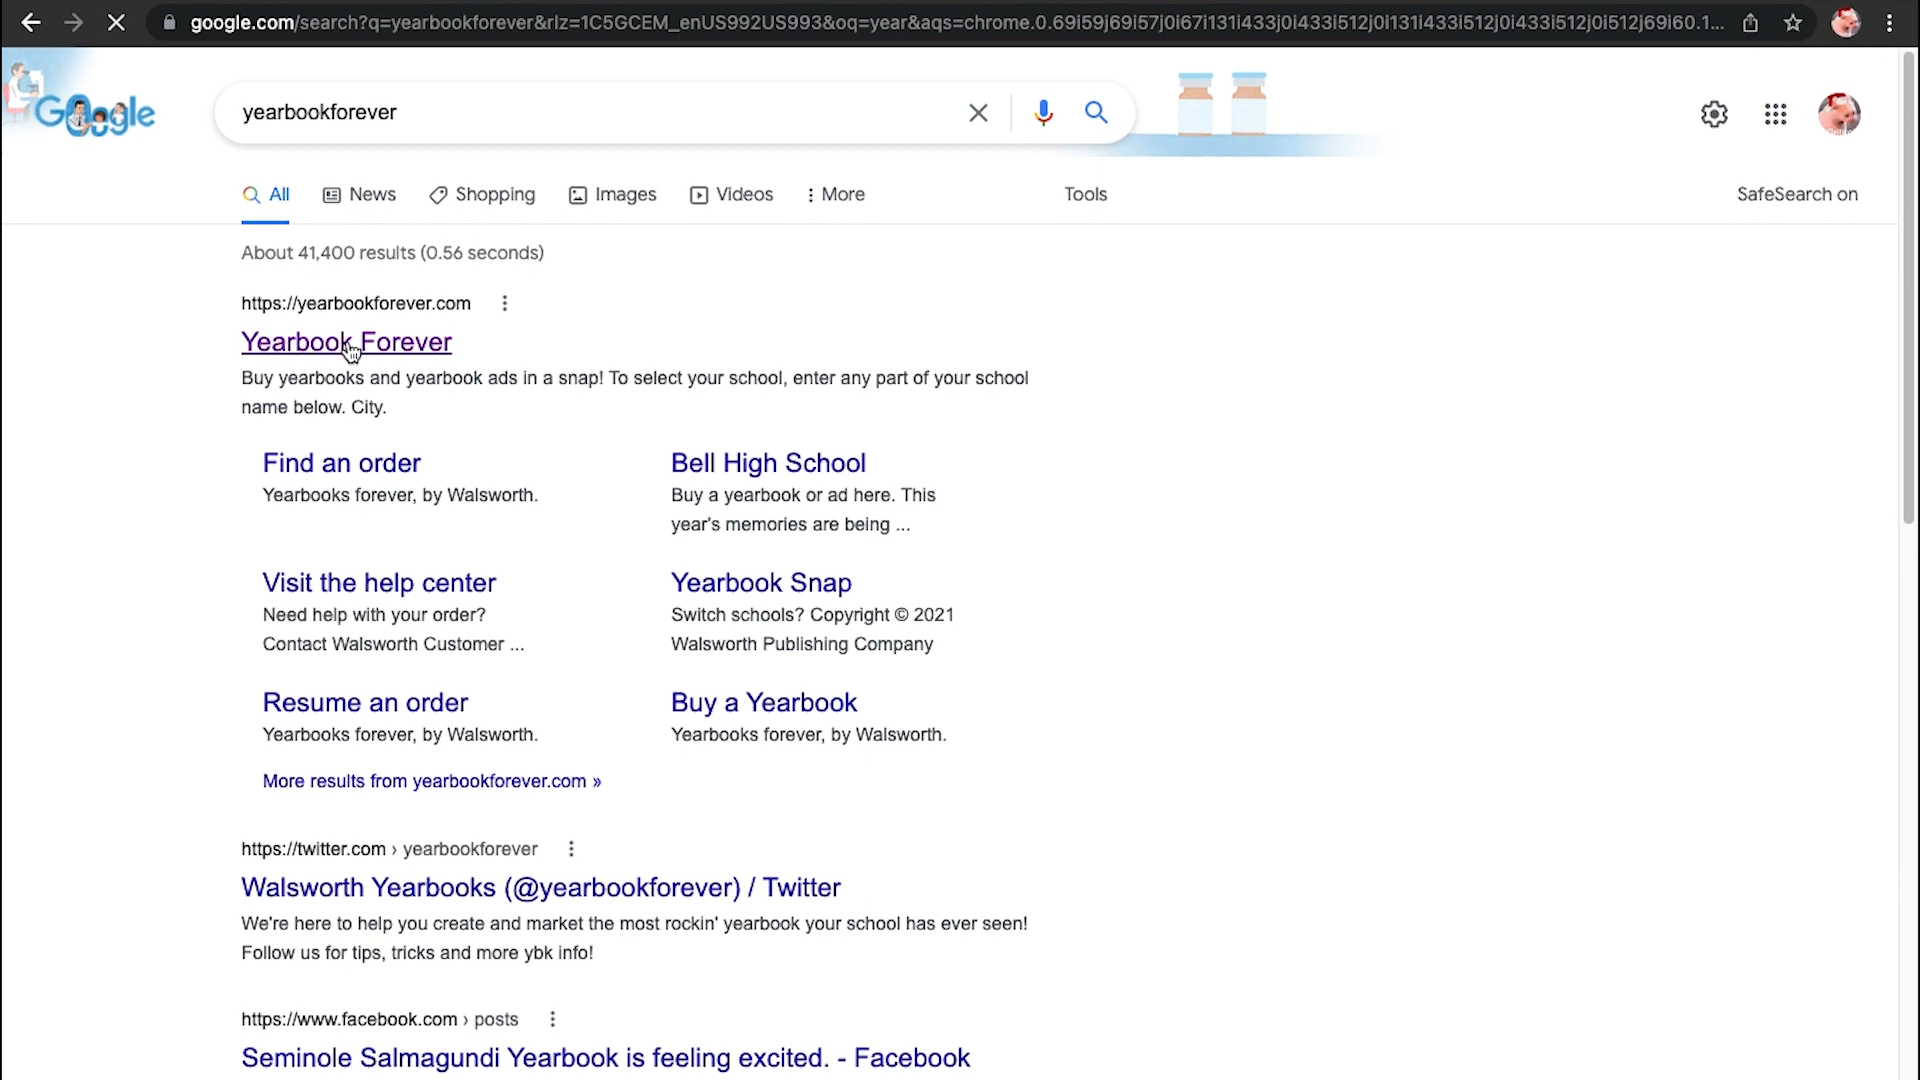 google.com/search?q=yearbookforever&rlz=1C5GCEM_enUS992US993&oq=year&aqs=chrome.0.69i59j69i57j0i67i131i433j0i433i512j0i131i433i512j0i433i512j0i512j69i60.1...
Google
yearbookforever
All
News
Shopping
Images
Videos
More
Tools
SafeSearch on
About 41,400 results (0.56 seconds)
https://yearbookforever.com
Yearbook Forever
Buy yearbooks and yearbook ads in a snap! To select your school, enter any part of your school
name below. City.
Find an order
Yearbooks forever, by Walsworth.
Bell High School
Buy a yearbook or ad here. This
year's memories are being ...
Visit the help center
Need help with your order?
Contact Walsworth Customer ...
Yearbook Snap
Switch schools? Copyright © 2021
Walsworth Publishing Company
Resume an order
Yearbooks forever, by Walsworth.
Buy a Yearbook
Yearbooks forever, by Walsworth.
More results from yearbookforever.com »
https://twitter.com › yearbookforever
Walsworth Yearbooks (@yearbookforever) / Twitter
We're here to help you create and market the most rockin' yearbook your school has ever seen!
Follow us for tips, tricks and more ybk info!
https://www.facebook.com › posts
Seminole Salmagundi Yearbook is feeling excited. - Facebook